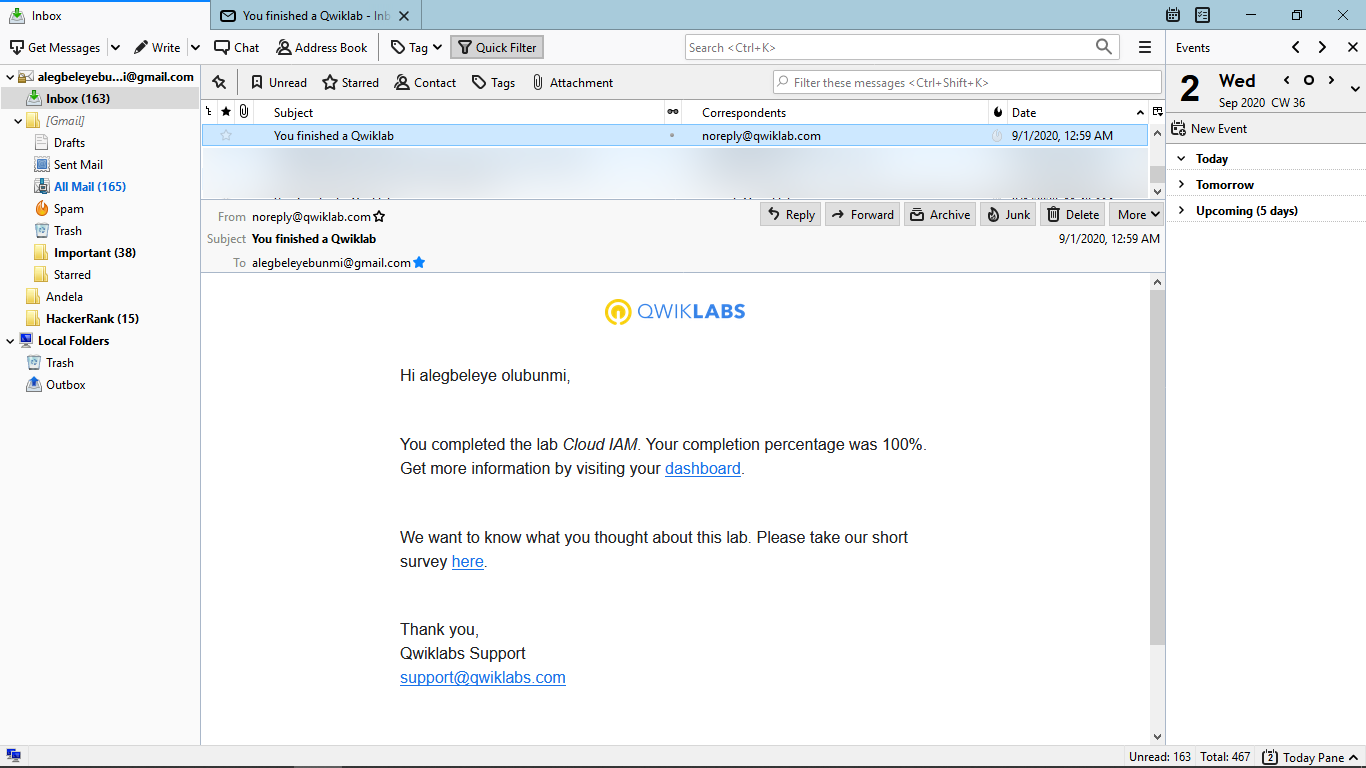 Inbox
You finished a Qwiklab - Inb
Get Messages
Write
Chat
Address Book
Tag
Quick Filter
Search <Ctrl+K>
Events
alegbeleyebu...i@gmail.com
Inbox (163)
[Gmail]
Drafts
Sent Mail
All Mail (165)
Spam
Trash
Important (38)
Starred
Andela
HackerRank (15)
Local Folders
Trash
Outbox
Unread
Starred
Contact
Tags
Attachment
Filter these messages <Ctrl+Shift+K>
Subject
Correspondents
Date
You finished a Qwiklab
noreply@qwiklab.com
9/1/2020, 12:59 AM
From noreply@qwiklab.com
Reply
Forward
Archive
Junk
Delete
More
Subject You finished a Qwiklab
9/1/2020, 12:59 AM
To alegbeleyebunmi@gmail.com
QWIKLABS
Hi alegbeleye olubunmi,
You completed the lab Cloud IAM. Your completion percentage was 100%.
Get more information by visiting your dashboard.
We want to know what you thought about this lab. Please take our short
survey here.
Thank you,
Qwiklabs Support
support@qwiklabs.com
2
Wed
Sep 2020 CW 36
New Event
Today
Tomorrow
Upcoming (5 days)
Unread: 163
Total: 467
2
Today Pane